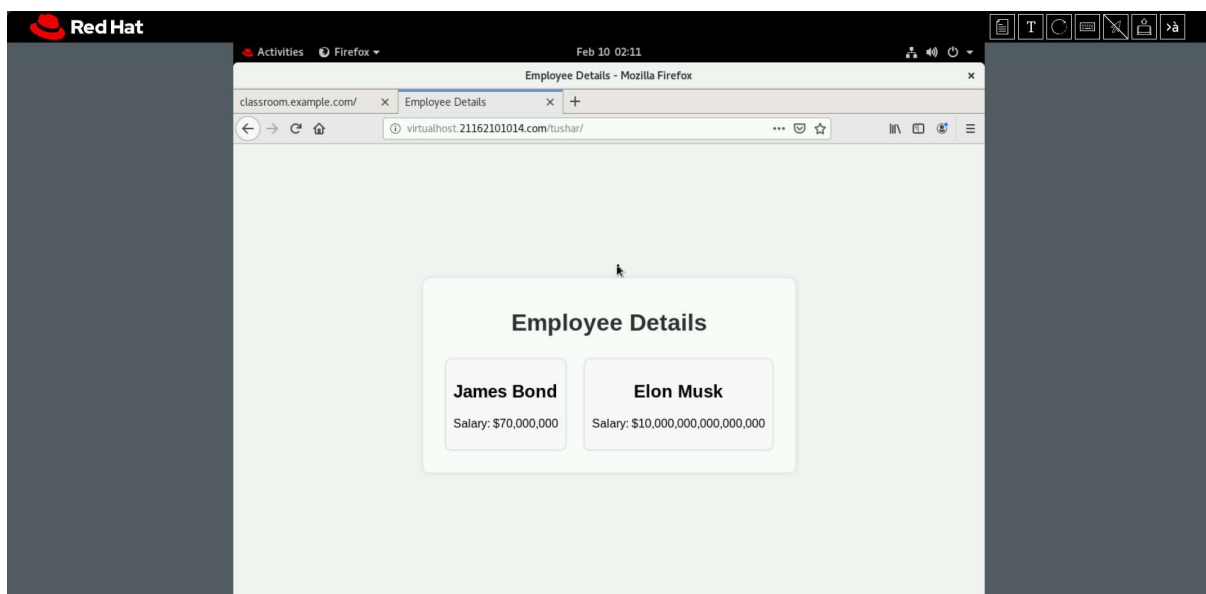 Red Hat
T
>à
Activities Firefox
Feb 10 02:11
Employee Details - Mozilla Firefox
classroom.example.com/
Employee Details
virtualhost.21162101014.com/tushar/
Employee Details
James Bond
Elon Musk
Salary: $70,000,000
Salary: $10,000,000,000,000,000